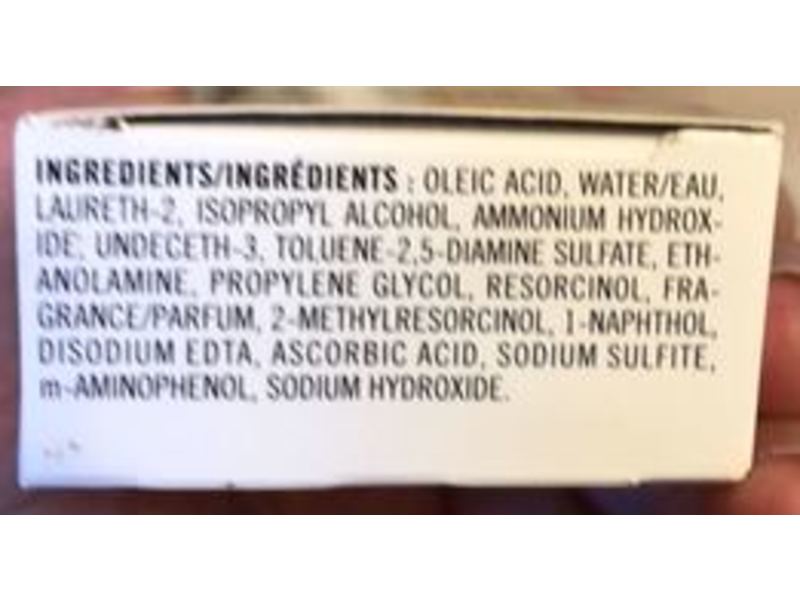 INGREDIENTS/INGRÉDIENTS : OLEIC ACID, WATER/EAU,
LAURETH-2, ISOPROPYL ALCOHOL, AMMONIUM HYDROX-
IDE, UNDECETH-3, TOLUENE-2,5-DIAMINE SULFATE, ETH-
ANOLAMINE, PROPYLENE GLYCOL, RESORCINOL, FRA-
GRANCE/PARFUM, 2-METHYLRESORCINOL, 1-NAPHTHOL,
DISODIUM EDTA, ASCORBIC ACID, SODIUM SULFITE,
m-AMINOPHENOL, SODIUM HYDROXIDE.